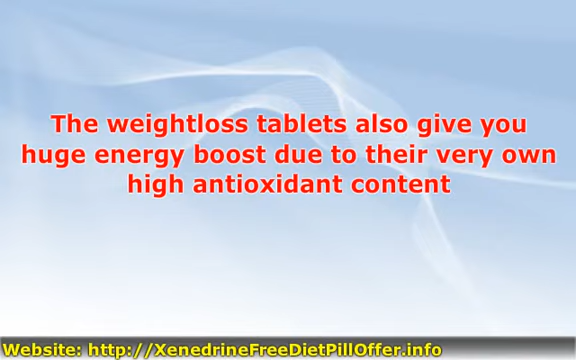 The weightloss tablets also give you
huge energy boost due to their very own
high antioxidant content
Website: http://XenedrineFreeDietPillOffer.info